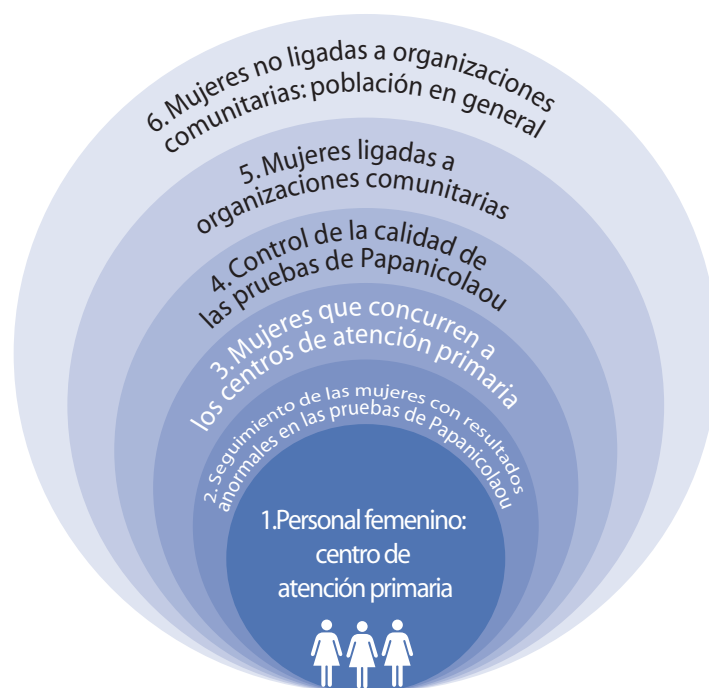 6. Mujeres no ligadas a organizaciones
comunitarias: población en general
5. Mujeres ligadas a
organizaciones comunitarias
4. Control de la calidad de
las pruebas de Papanicolaou
3. Mujeres que concurren a
los centros de atención primaria
2. Seguimiento de las mujeres con resultados
anormales en las pruebas de Papanicolaou
1.Personal femenino:
centro de
atención primaria